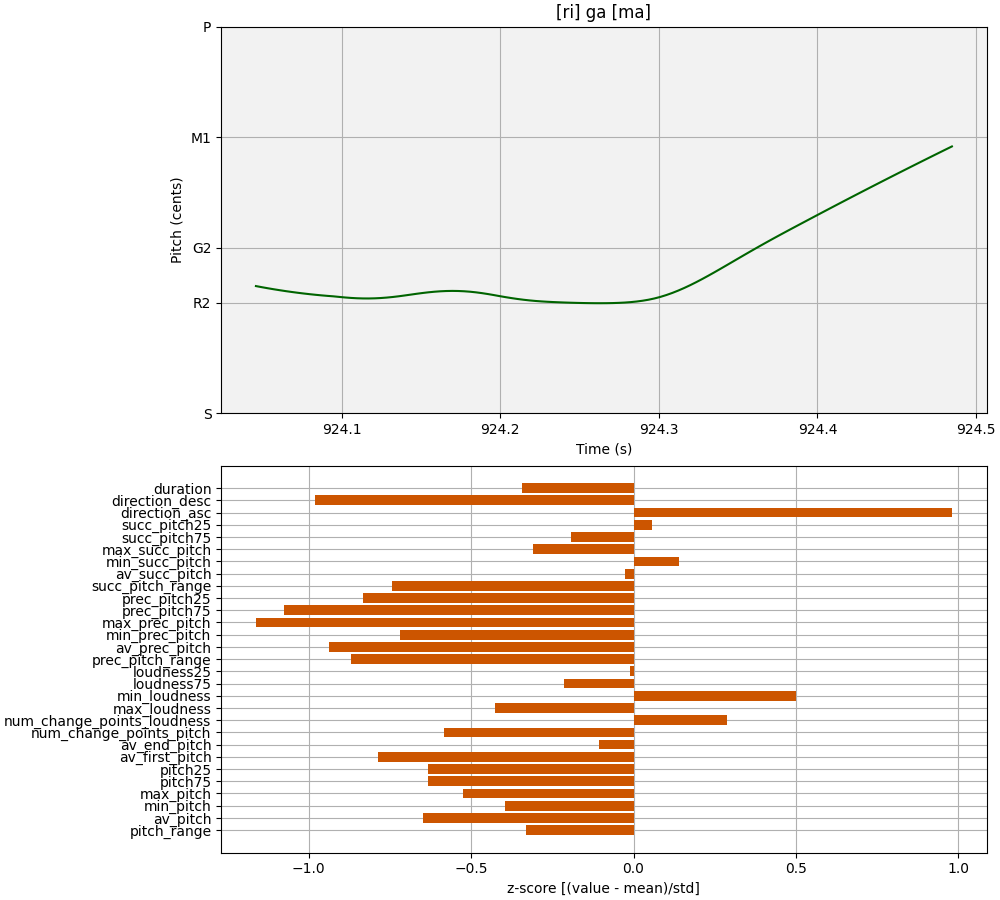 [ri] ga [ma]
P
M1
G2
R2
S
Pitch (cents)
924.1 924.2 924.3 924.4 924.5
Time (s)
duration
direction_desc
direction_asc
succ_pitch25
succ_pitch75
max_succ_pitch
min_succ_pitch
av_succ_pitch
succ_pitch_range
prec_pitch25
prec_pitch75
max_prec_pitch
min_prec_pitch
av_prec_pitch
prec_pitch_range
loudness25
loudness75
min_loudness
max_loudness
num_change_points_loudness
num_change_points_pitch
av_end_pitch
av_first_pitch
pitch25
pitch75
max_pitch
min_pitch
av_pitch
pitch_range
−1.0 −0.5 0.0 0.5 1.0
z-score [(value - mean)/std]